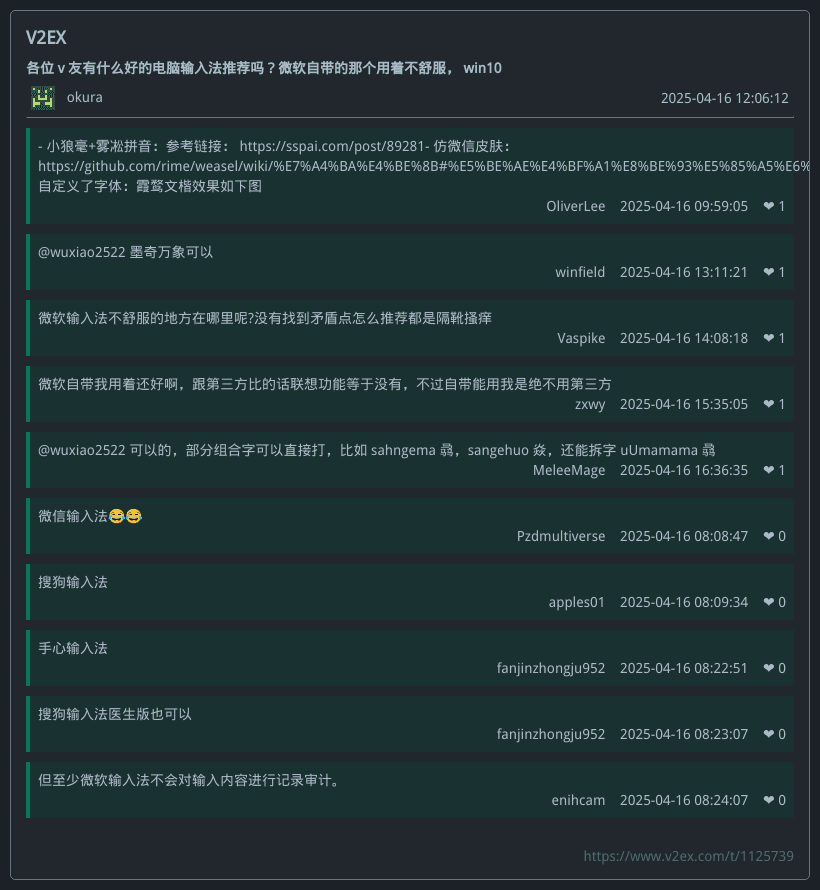 V2EX
各位 v 友有什么好的电脑输入法推荐吗？微软自带的那个用着不舒服， win10
okura 2025-04-16 12:06:12
- 小狼毫+雾凇拼音：参考链接： https://sspai.com/post/89281- 仿微信皮肤：
https://github.com/rime/weasel/wiki/%E7%A4%BA%E4%BE%8B#%E5%BE%AE%E4%BF%A1%E8%BE%93%E5%85%A5%E6%
自定义了字体：霞鹜文楷效果如下图
OliverLee 2025-04-16 09:59:05 ❤ 1
@wuxiao2522 墨奇万象可以
winfield 2025-04-16 13:11:21 ❤ 1
微软输入法不舒服的地方在哪里呢?没有找到矛盾点怎么推荐都是隔靴搔痒
Vaspike 2025-04-16 14:08:18 ❤ 1
微软自带我用着还好啊，跟第三方比的话联想功能等于没有，不过自带能用我是绝不用第三方
zxwy 2025-04-16 15:35:05 ❤ 1
@wuxiao2522 可以的，部分组合字可以直接打，比如 sahngema 骉，sangehuo 焱，还能拆字 uUmamama 骉
MeleeMage 2025-04-16 16:36:35 ❤ 1
微信输入法😂😂
Pzdmultiverse 2025-04-16 08:08:47 ❤ 0
搜狗输入法
apples01 2025-04-16 08:09:34 ❤ 0
手心输入法
fanjinzhongju952 2025-04-16 08:22:51 ❤ 0
搜狗输入法医生版也可以
fanjinzhongju952 2025-04-16 08:23:07 ❤ 0
但至少微软输入法不会对输入内容进行记录审计。
enihcam 2025-04-16 08:24:07 ❤ 0
https://www.v2ex.com/t/1125739